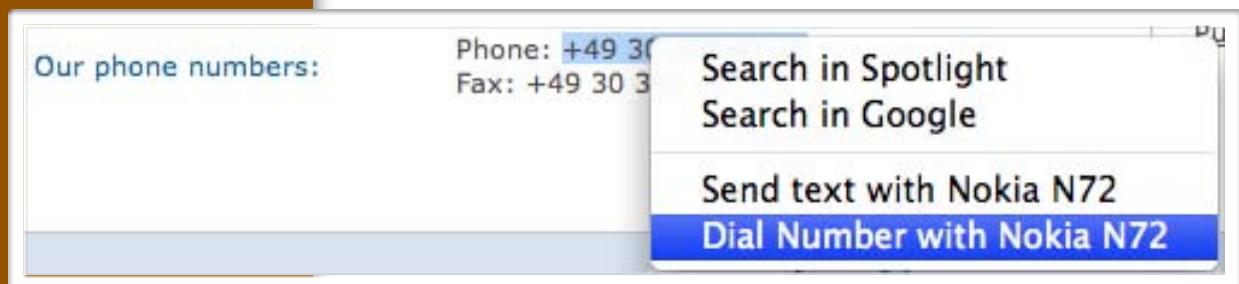 Our phone numbers:
Phone: +49 30
Fax: +49 30 3
Search in Spotlight
Search in Google
Send text with Nokia N72
Dial Number with Nokia N72